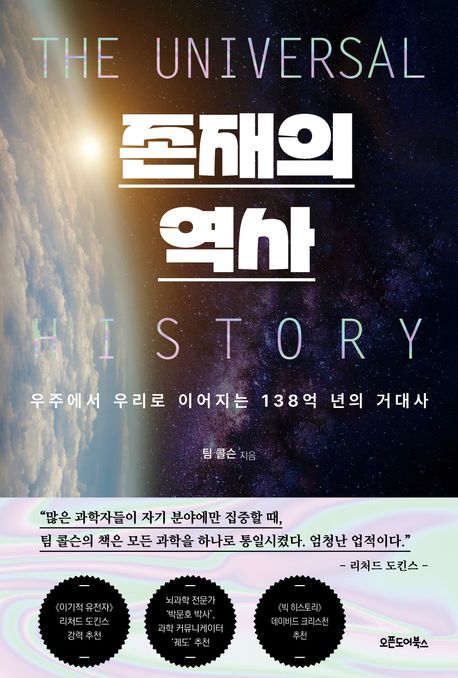 THE UNIVERSAL
존재의
역사
HISTORY
우주에서 우리로 이어지는 138억 년의 거대사
팀 콜슨 지음
“많은 과학자들이 자기 분야에만 집중할 때,
팀 콜슨의 책은 모든 과학을 하나로 통일시켰다. 엄청난 업적이다.”
- 리처드 도킨스 -
《이기적 유전자》
리처드 도킨스
강력 추천
뇌과학 전문가
‘박문호 박사’,
과학 커뮤니케이터
‘궤도’ 추천
《빅 히스토리》
데이비드 크리스천
추천
오픈도어북스